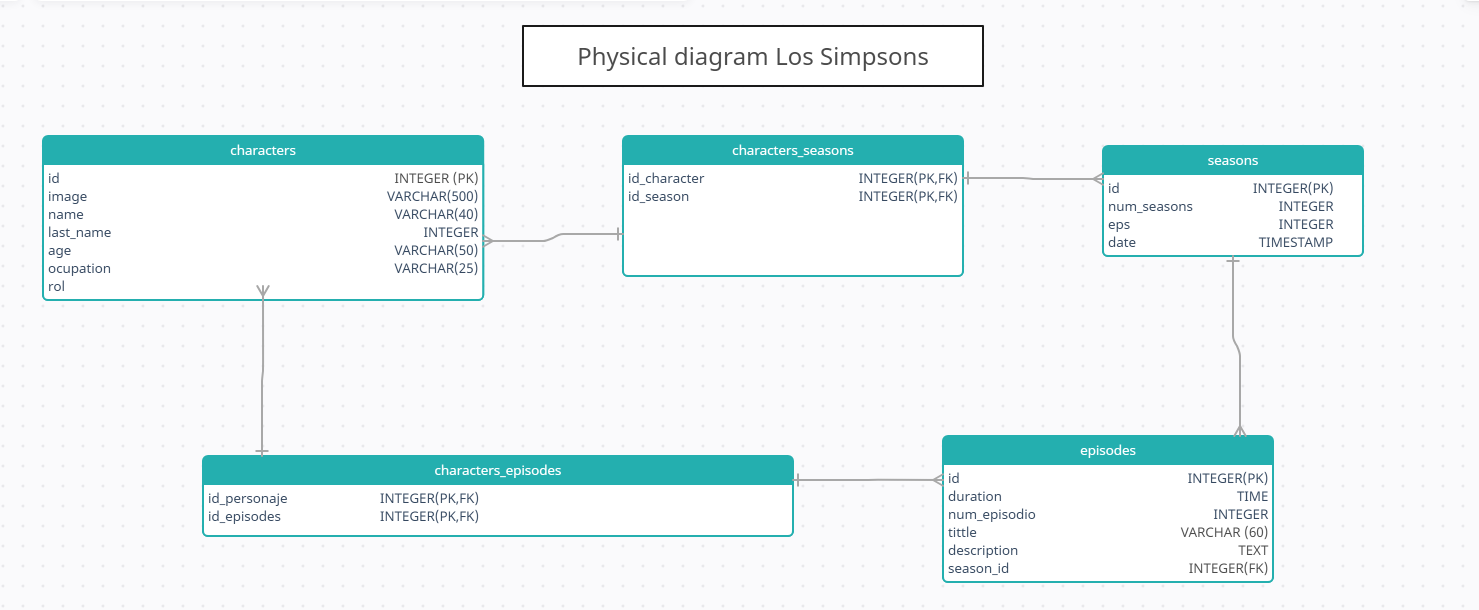 Physical diagram Los Simpsons
characters
id INTEGER (PK)
image VARCHAR(500)
name VARCHAR(40)
last_name INTEGER
age VARCHAR(50)
ocupation VARCHAR(25)
rol
characters_seasons
id_character INTEGER(PK,FK)
id_season INTEGER(PK,FK)
seasons
id INTEGER(PK)
num_seasons INTEGER
eps INTEGER
date TIMESTAMP
characters_episodes
id_personaje INTEGER(PK,FK)
id_episodes INTEGER(PK,FK)
episodes
id INTEGER(PK)
duration TIME
num_episodio INTEGER
tittle VARCHAR (60)
description TEXT
season_id INTEGER(FK)